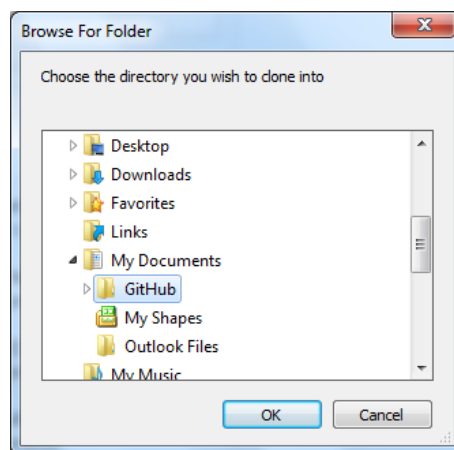 Browse For Folder
Choose the directory you wish to clone into
Desktop
Downloads
Favorites
Links
My Documents
GitHub
My Shapes
Outlook Files
My Music
OK Cancel